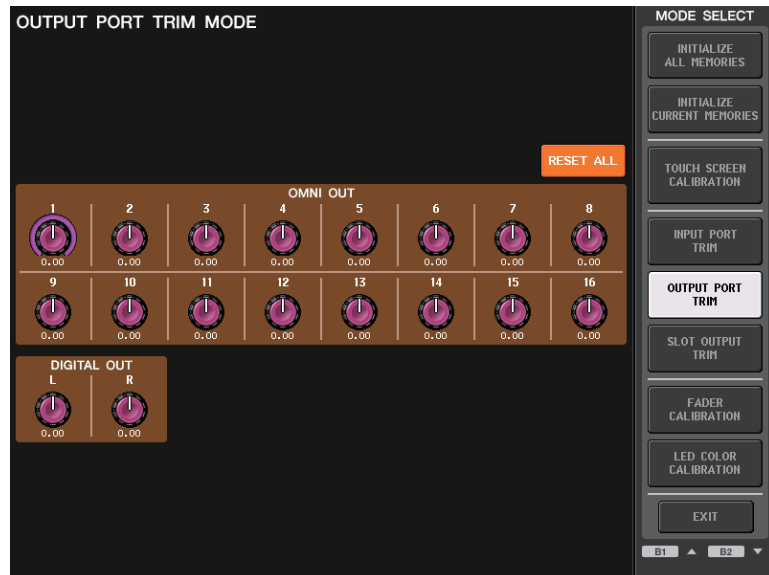 OUTPUT PORT TRIM MODE
RESET ALL
OMNI OUT
1 2 3 4 5 6 7 8
0.00 0.00 0.00 0.00 0.00 0.00 0.00 0.00
9 10 11 12 13 14 15 16
0.00 0.00 0.00 0.00 0.00 0.00 0.00 0.00
DIGITAL OUT
L R
0.00 0.00
MODE SELECT
INITIALIZE
ALL MEMORIES
INITIALIZE
CURRENT MEMORIES
TOUCH SCREEN
CALIBRATION
INPUT PORT
TRIM
OUTPUT PORT
TRIM
SLOT OUTPUT
TRIM
FADER
CALIBRATION
LED COLOR
CALIBRATION
EXIT
B1 ▲ B2 ▼